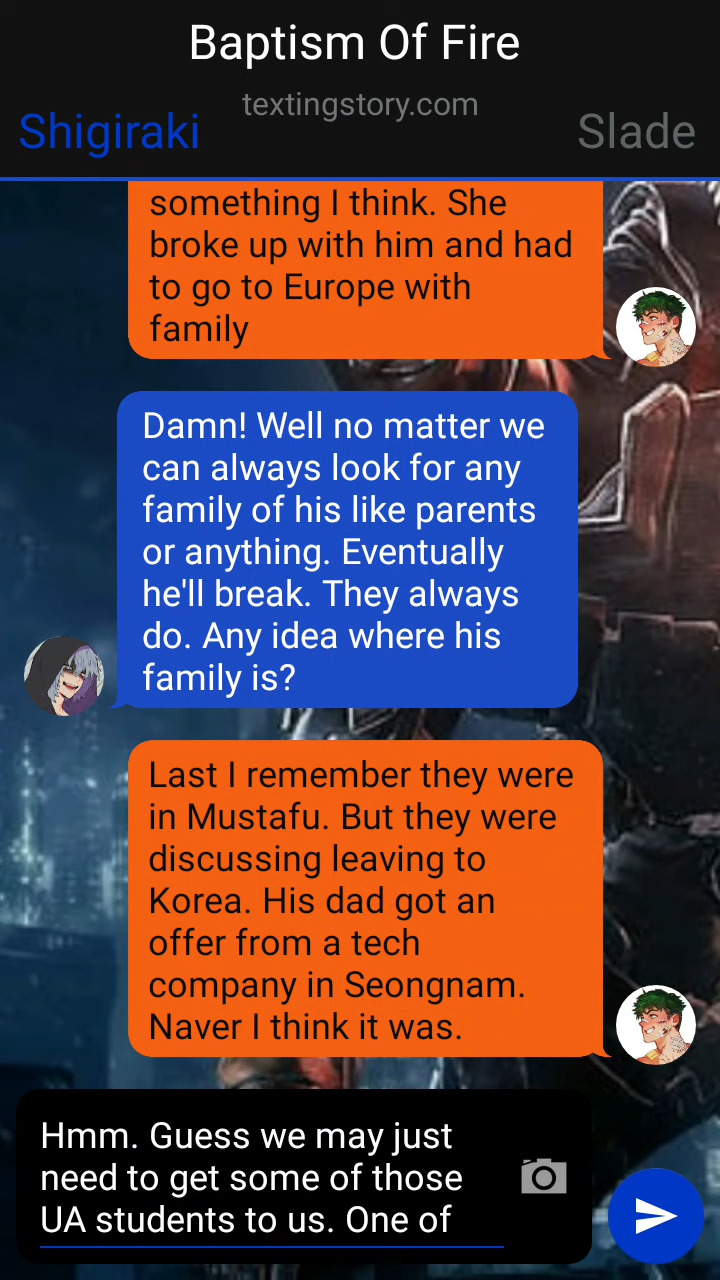 Baptism Of Fire
textingstory.com
Shigiraki
Slade
something I think. She
broke up with him and had
to go to Europe with
family
Damn! Well no matter we
can always look for any
family of his like parents
or anything. Eventually
he'll break. They always
do. Any idea where his
family is?
Last I remember they were
in Mustafu. But they were
discussing leaving to
Korea. His dad got an
offer from a tech
company in Seongnam.
Naver I think it was.
Hmm. Guess we may just
need to get some of those
UA students to us. One of